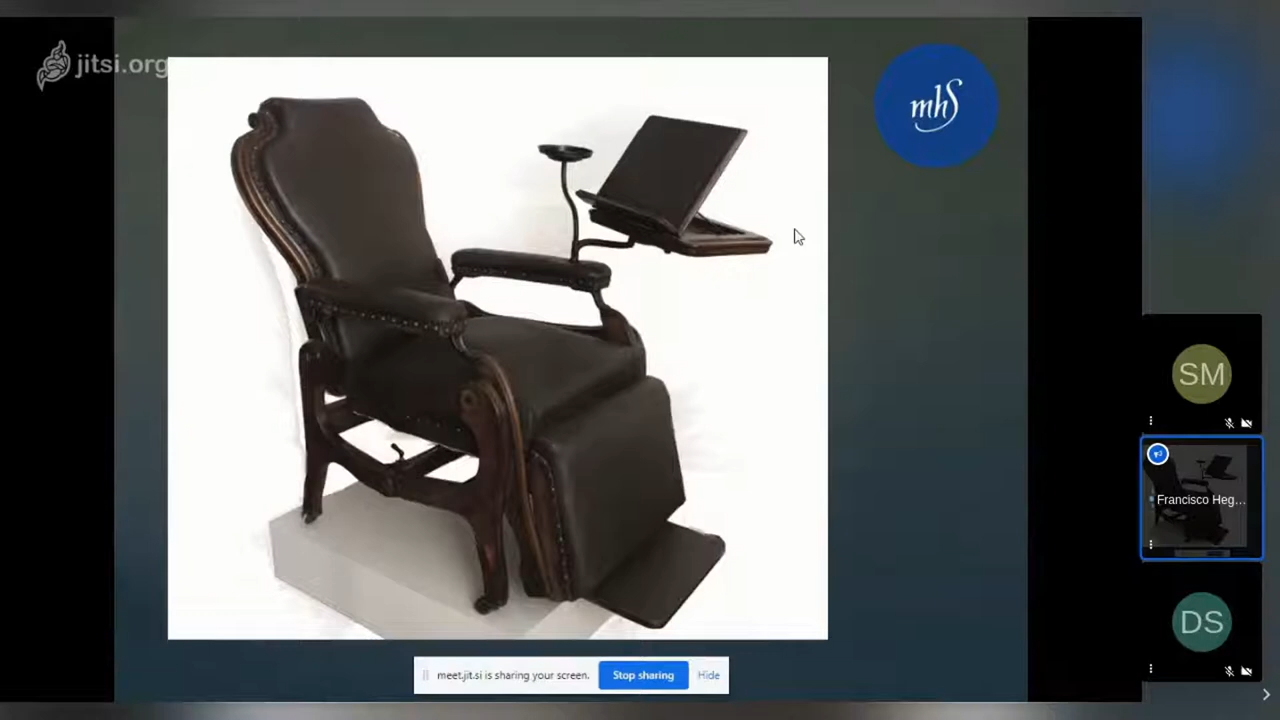 jitsi.org
mhS
SM
Francisco Heg...
DS
meet.jit.si is sharing your screen.
Stop sharing
Hide